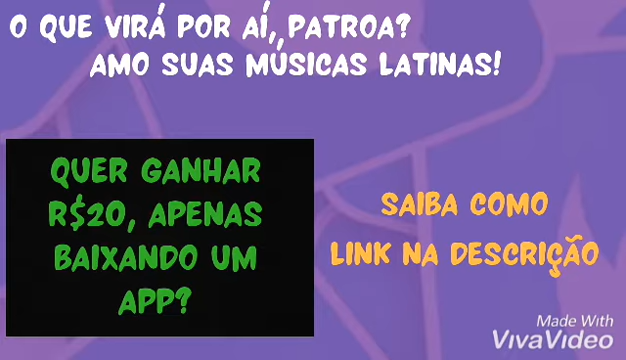 O QUE VIRÁ POR AÍ, PATROA?
AMO SUAS MÚSICAS LATINAS!
QUER GANHAR
R$20, APENAS
BAIXANDO UM
APP?
SAIBA COMO
LINK NA DESCRIÇÃO
Made With
VivaVideo